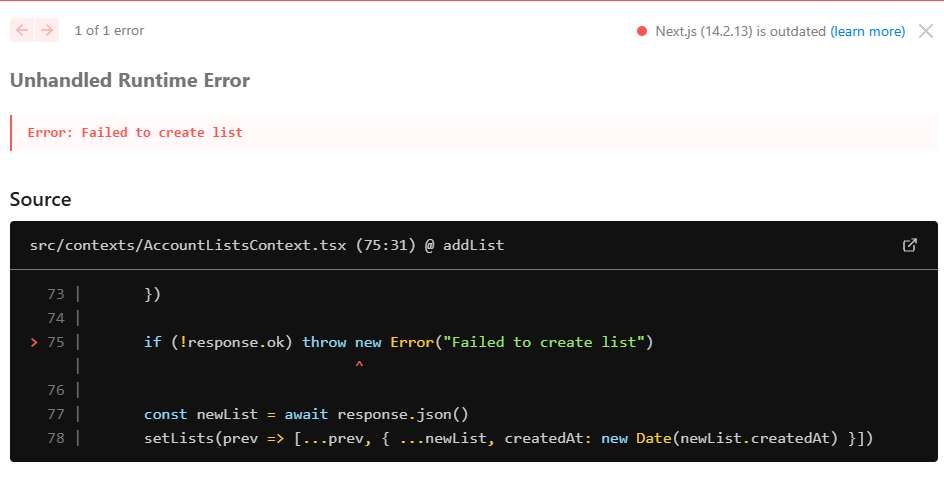 1 of 1 error
Next.js (14.2.13) is outdated (learn more)
Unhandled Runtime Error
Error: Failed to create list
Source
src/contexts/AccountListsContext.tsx (75:31) @ addList
73 |       })
74 |
> 75 |       if (!response.ok) throw new Error("Failed to create list")
|                               ^
76 |
77 |       const newList = await response.json()
78 |       setLists(prev => [...prev, { ...newList, createdAt: new Date(newList.createdAt) }])